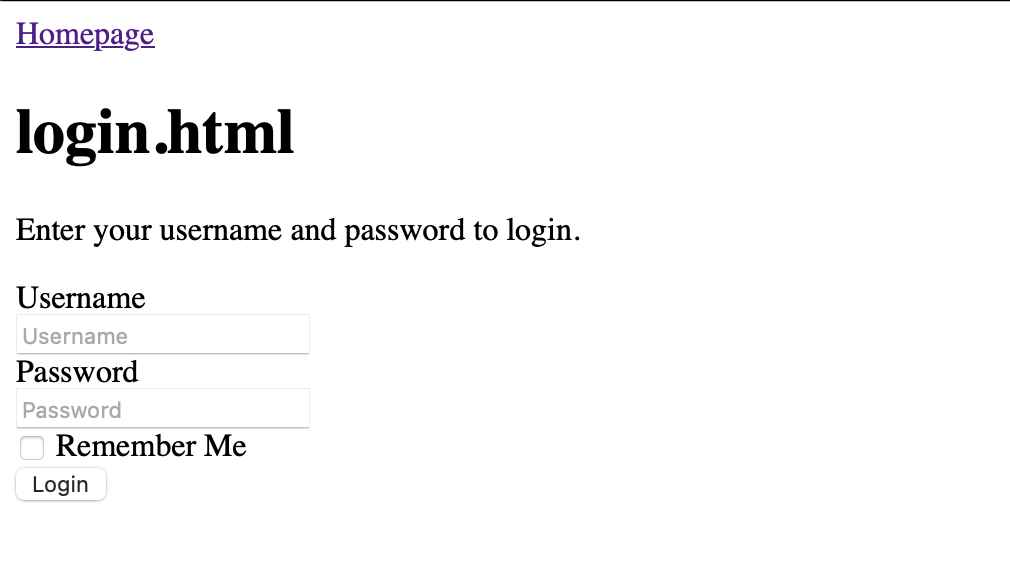 Homepage
login.html
Enter your username and password to login.
Username
Username
Password
Password
Remember Me
Login